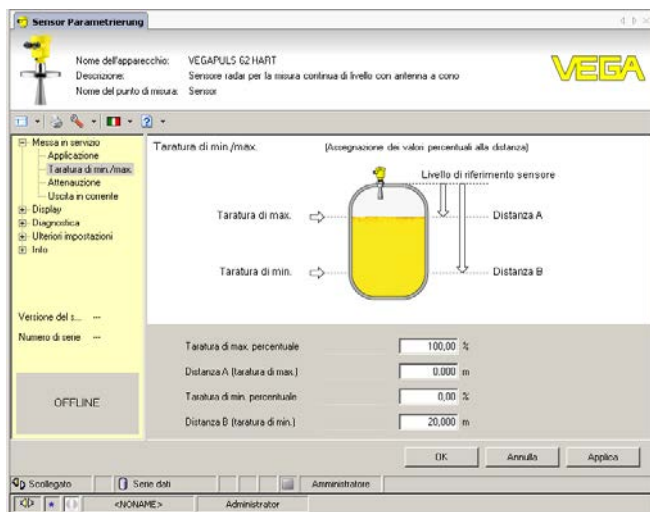 Sensor Parametrierung
Nome dell'apparecchio: VEGAPULS 62 HART
Descrizione: Sensore radar per la misura continua di livello con antenna a cono
Nome del punto di misura: Sensor
VEGA
Messa in servizio
Applicazione
Taratura di min./max.
Attenuazione
Uscita in corrente
Display
Diagnostica
Ulteriori impostazioni
Info
Versione del s... ---
Numero di serie ---
OFFLINE
Taratura di min./max. (Assegnazione dei valori percentuali alla distanza)
Livello di riferimento sensore
Taratura di max. Distanza A
Taratura di min. Distanza B
Taratura di max. percentuale 100,00 %
Distanza A (taratura di max.) 0.000 m
Taratura di min. percentuale 0,00 %
Distanza B (taratura di min.) 20,000 m
OK Annulla Applica
Scollegato Serie dati Amministratore
<NONAME> Administrator